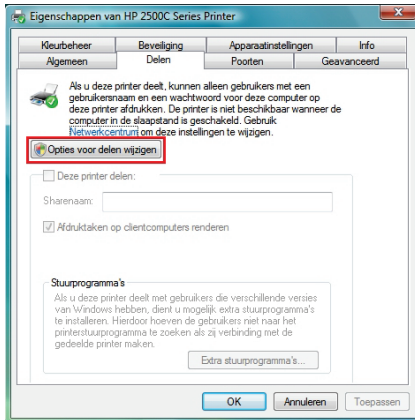 Eigenschappen van HP 2500C Series Printer
Kleurbeheer Beveiliging Apparaatinstellingen Info
Algemeen Delen Poorten Geavanceerd
Als u deze printer deelt, kunnen alleen gebruikers met een
gebruikersnaam en een wachtwoord voor deze computer op
deze printer afdrukken. De printer is niet beschikbaar wanneer de
computer in de slaapstand is geschakeld. Gebruik
Netwerkcentrum om deze instellingen te wijzigen.
Opties voor delen wijzigen
Deze printer delen:
Sharenaam:
Afdruktaken op clientcomputers renderen
Stuurprogramma's
Als u deze printer deelt met gebruikers die verschillende versies
van Windows hebben, dient u mogelijk extra stuurprogramma's
te installeren. Hierdoor hoeven de gebruikers niet naar het
printerstuurprogramma te zoeken als zij verbinding met de
gedeelde printer maken.
Extra stuurprogramma's...
OK Annuleren Toepassen